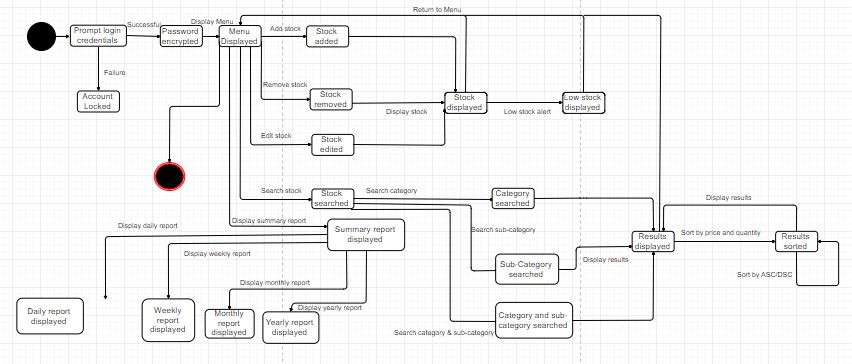 Return to Menu
Prompt login
credentials
Successful
Password
encrypted
Display Menu
Menu
Displayed
Add stock
Stock
added
Failure
Account
Locked
Remove stock
Stock
removed
Display stock
Stock
displayed
Low stock alert
Low stock
displayed
Edit stock
Stock
edited
Search stock
Stock
searched
Search category
Category
searched
Display results
Display summary report
Summary report
displayed
Search sub-category
Results
displayed
Sort by price and quantity
Results
sorted
Display daily report
Display weekly report
Sub-Category
searched
Display results
Sort by ASC/DSC
Display monthly report
Display yearly report
Daily report
displayed
Weekly
report
displayed
Monthly
report
displayed
Yearly report
displayed
Category and sub-
category searched
Search category & sub-category